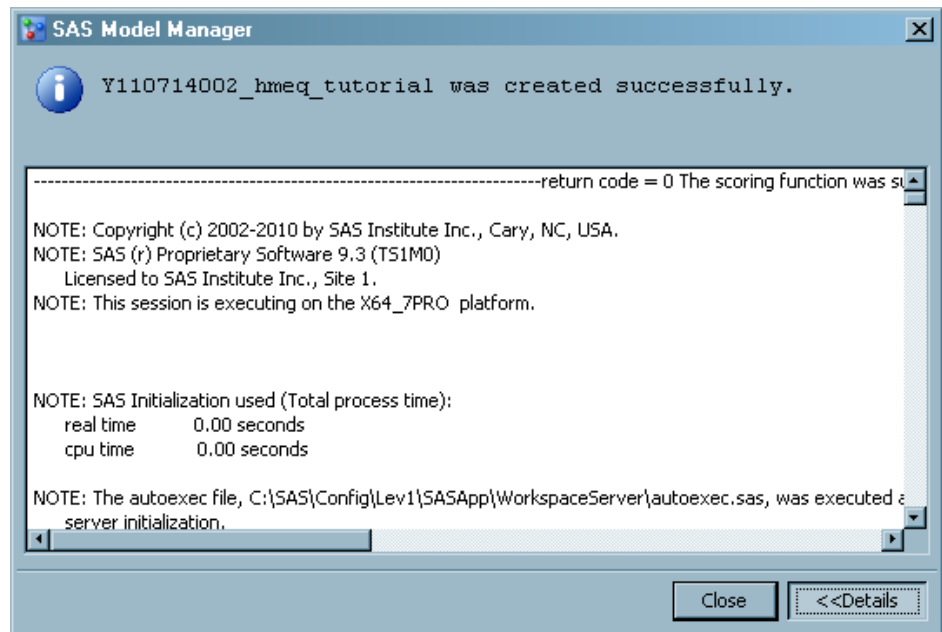 SAS Model Manager
Y110714002_hmeq_tutorial was created successfully.
--------------------------------------------------------------------------return code = 0 The scoring function was
NOTE: Copyright (c) 2002-2010 by SAS Institute Inc., Cary, NC, USA.
NOTE: SAS (r) Proprietary Software 9.3 (TS1M0)
Licensed to SAS Institute Inc., Site 1.
NOTE: This session is executing on the X64_7PRO platform.
NOTE: SAS Initialization used (Total process time):
real time 0.00 seconds
cpu time 0.00 seconds
NOTE: The autoexec file, C:\SAS\Config\Lev1\SASApp\WorkspaceServer\autoexec.sas, was executed
server initialization.
Close
<<Details